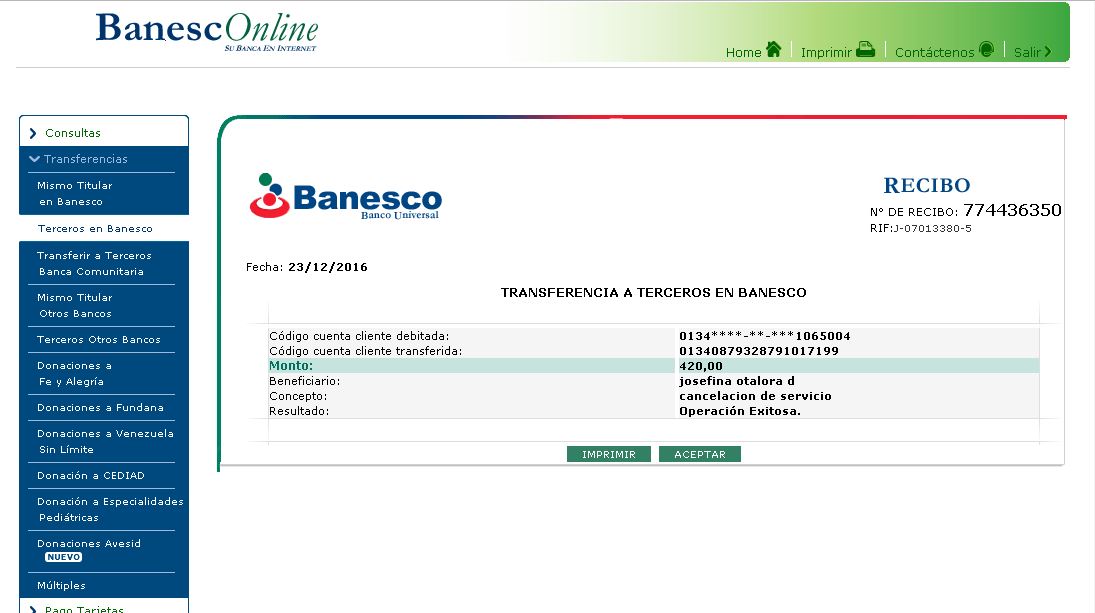 BanescOnline
SU BANCA EN INTERNET
Home
Imprimir
Contáctenos
Salir
Consultas
Transferencias
Mismo Titular
en Banesco
Terceros en Banesco
Transferir a Terceros
Banca Comunitaria
Mismo Titular
Otros Bancos
Terceros Otros Bancos
Donaciones a
Fe y Alegría
Donaciones a Fundana
Donaciones a Venezuela
Sin Límite
Donación a CEDIAD
Donación a Especialidades
Pediátricas
Donaciones Avesid
NUEVO
Múltiples
Pago Tarjetas
Banesco
Banco Universal
RECIBO
Nº DE RECIBO: 774436350
RIF:J-07013380-5
Fecha: 23/12/2016
TRANSFERENCIA A TERCEROS EN BANESCO
Código cuenta cliente debitada: 0134****-**-***1065004
Código cuenta cliente transferida: 01340879328791017199
Monto: 420,00
Beneficiario: josefina otalora d
Concepto: cancelacion de servicio
Resultado: Operación Exitosa.
IMPRIMIR
ACEPTAR